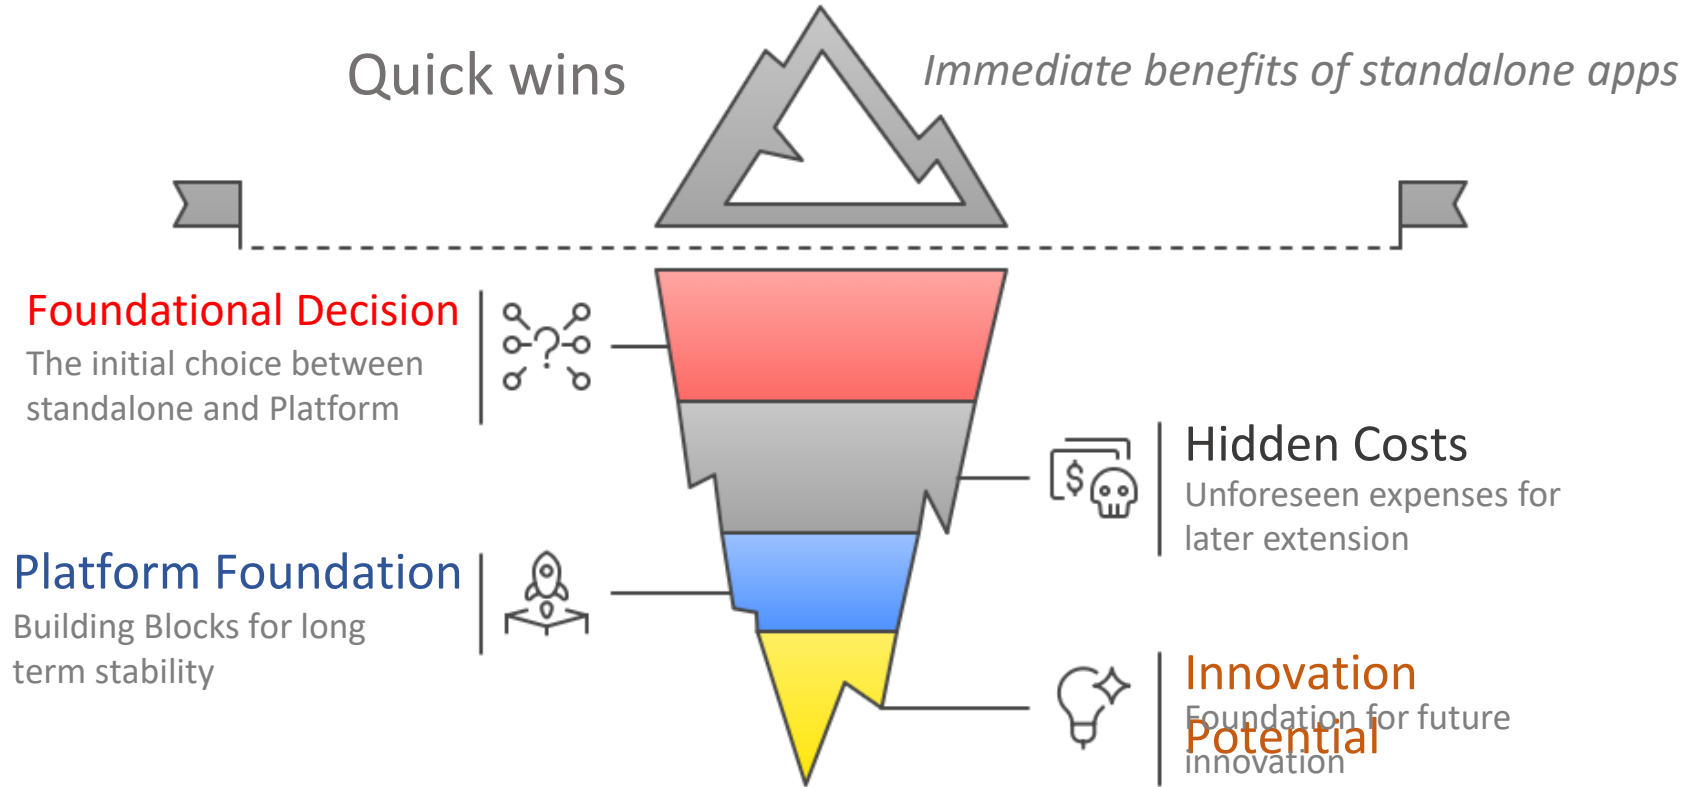 Quick wins
Immediate benefits of standalone apps
Foundational Decision
The initial choice between
standalone and Platform
Hidden Costs
Unforeseen expenses for
later extension
Platform Foundation
Building Blocks for long
term stability
Innovation
Potential
Foundation for future
innovation